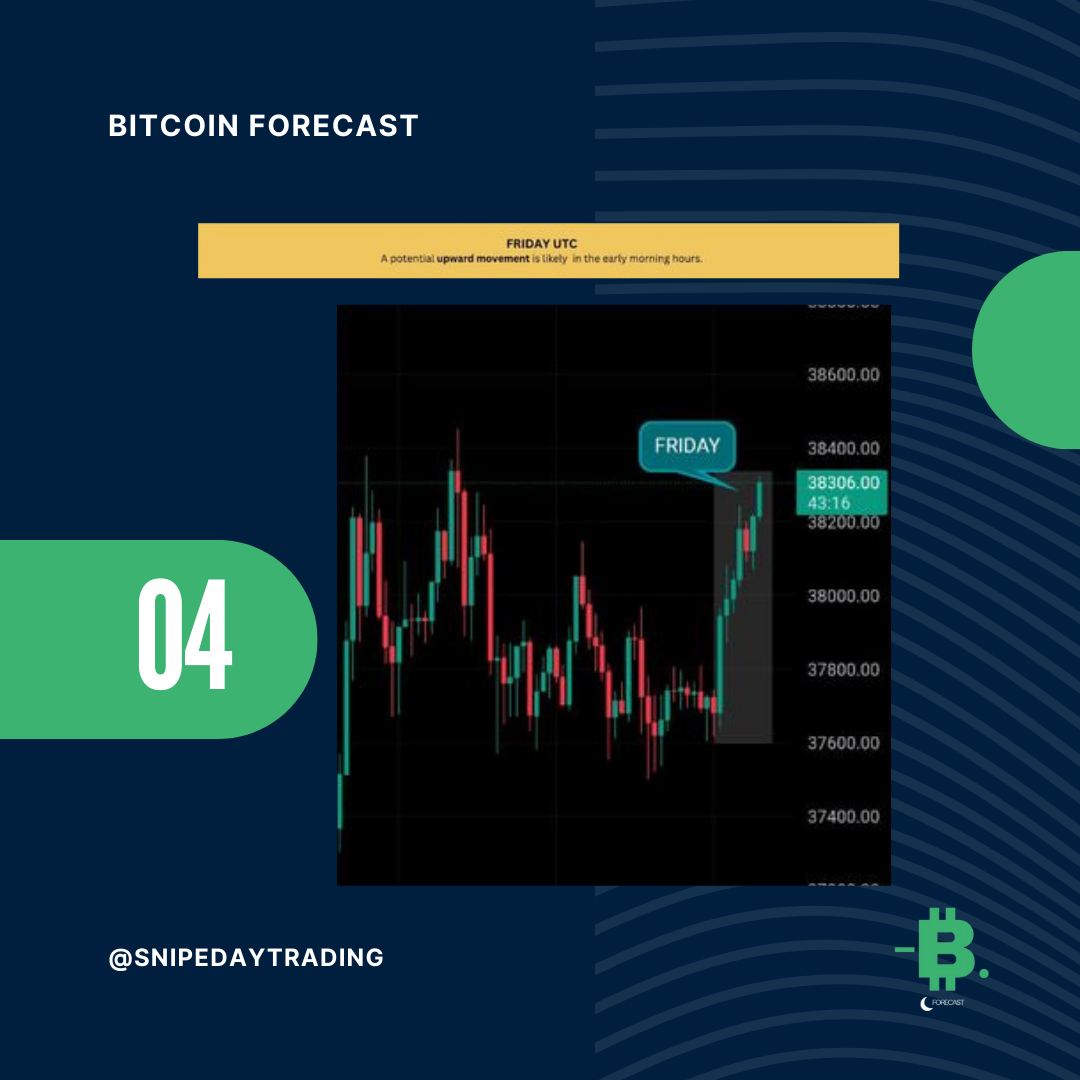 BITCOIN FORECAST
FRIDAY UTC
A potential upward movement is likely in the early morning hours.
38600.00
FRIDAY
38400.00
38306.00
43:16
38200.00
38000.00
37800.00
37600.00
37400.00
04
@SNIPEDAYTRADING
FORECAST